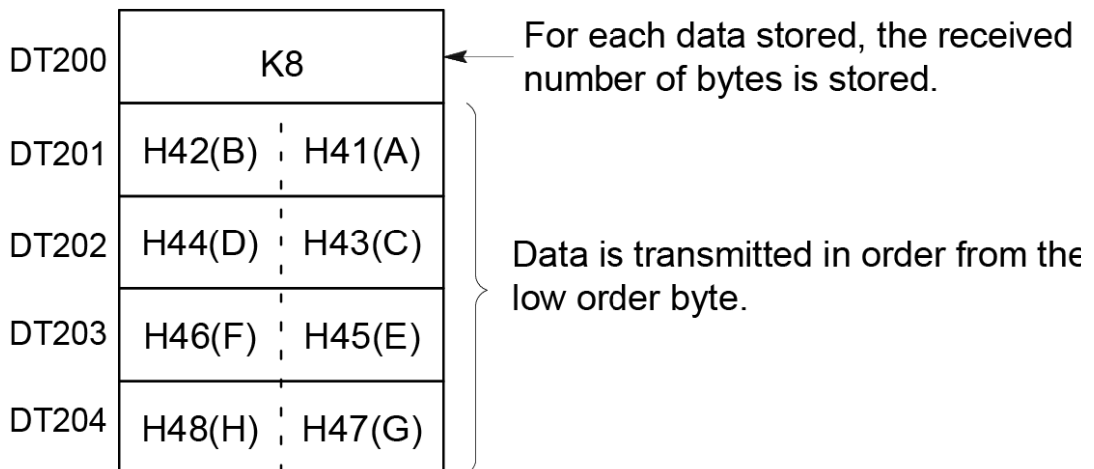 DT200 K8 For each data stored, the received
number of bytes is stored.
DT201 H42(B) H41(A)
DT202 H44(D) H43(C)
Data is transmitted in order from the
low order byte.
DT203 H46(F) H45(E)
DT204 H48(H) H47(G)